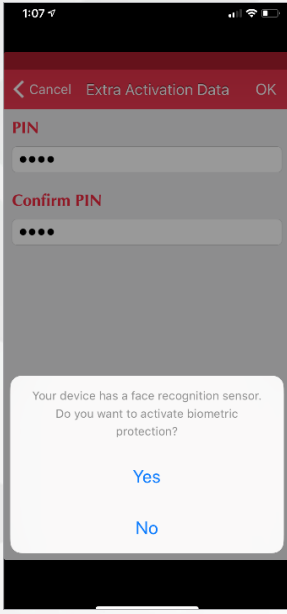 1:07
Cancel Extra Activation Data OK
PIN
••••
Confirm PIN
••••
Your device has a face recognition sensor.
Do you want to activate biometric
protection?
Yes
No